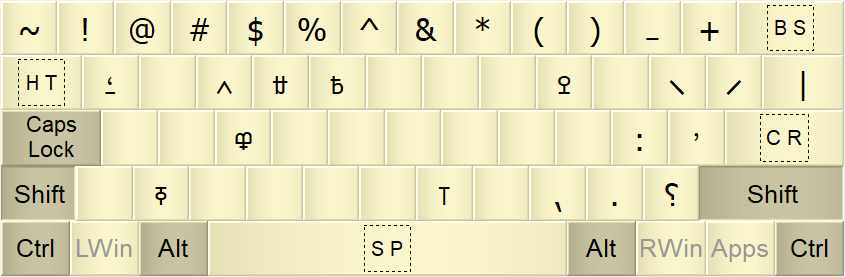 ~ ! @ # $ % ^ & * ( ) _ + BS
HT |
Caps Lock : CR
Shift . ؟ Shift
Ctrl LWin Alt SP Alt RWin Apps Ctrl